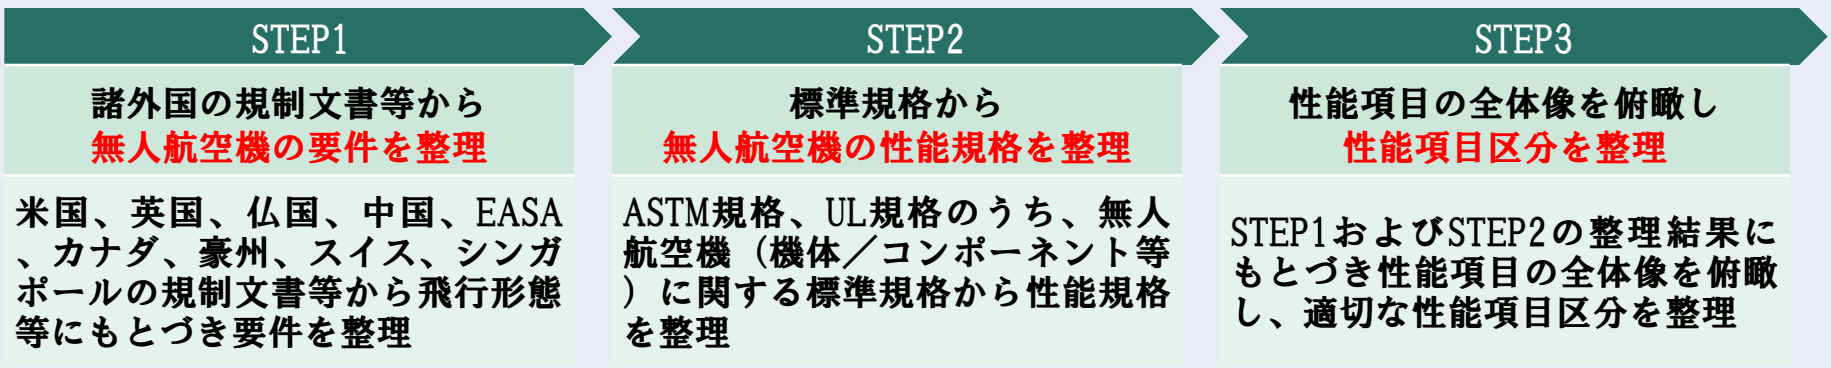 STEP1
諸外国の規制文書等から
無人航空機の要件を整理
米国、英国、仏国、中国、EASA
、カナダ、豪州、スイス、シンガ
ポールの規制文書等から飛行形態
等にもとづき要件を整理
STEP2
標準規格から
無人航空機の性能規格を整理
ASTM規格、UL規格のうち、無人
航空機（機体／コンポーネント等
）に関する標準規格から性能規格
を整理
STEP3
性能項目の全体像を俯瞰し
性能項目区分を整理
STEP1およびSTEP2の整理結果に
もとづき性能項目の全体像を俯瞰
し、適切な性能項目区分を整理